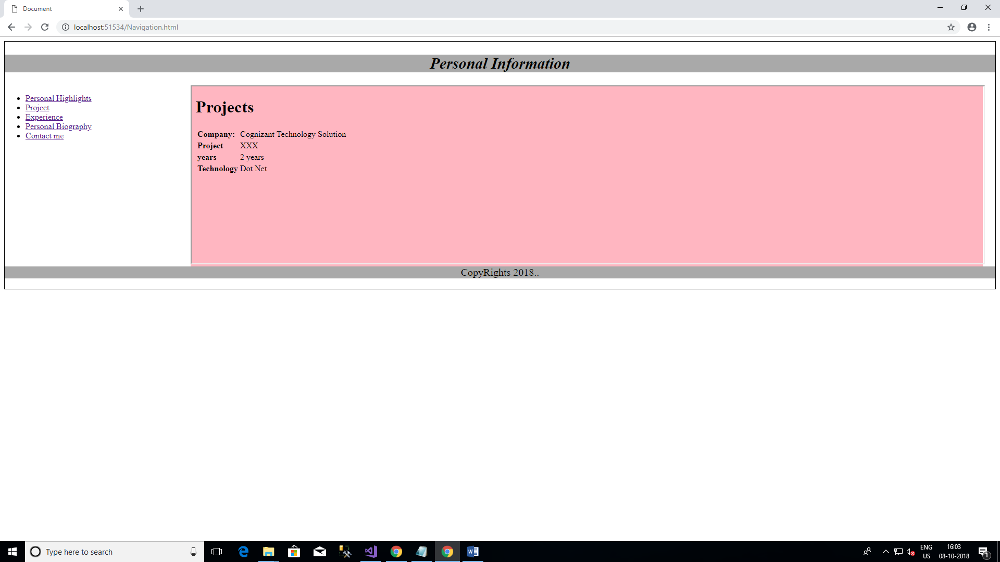 Document
localhost:51534/Navigation.html
Personal Information
Personal Highlights
Project
Experience
Personal Biography
Contact me
Projects
Company: Cognizant Technology Solution
Project XXX
years 2 years
Technology Dot Net
CopyRights 2018..
Type here to search
ENG
US
16:03
08-10-2018
1